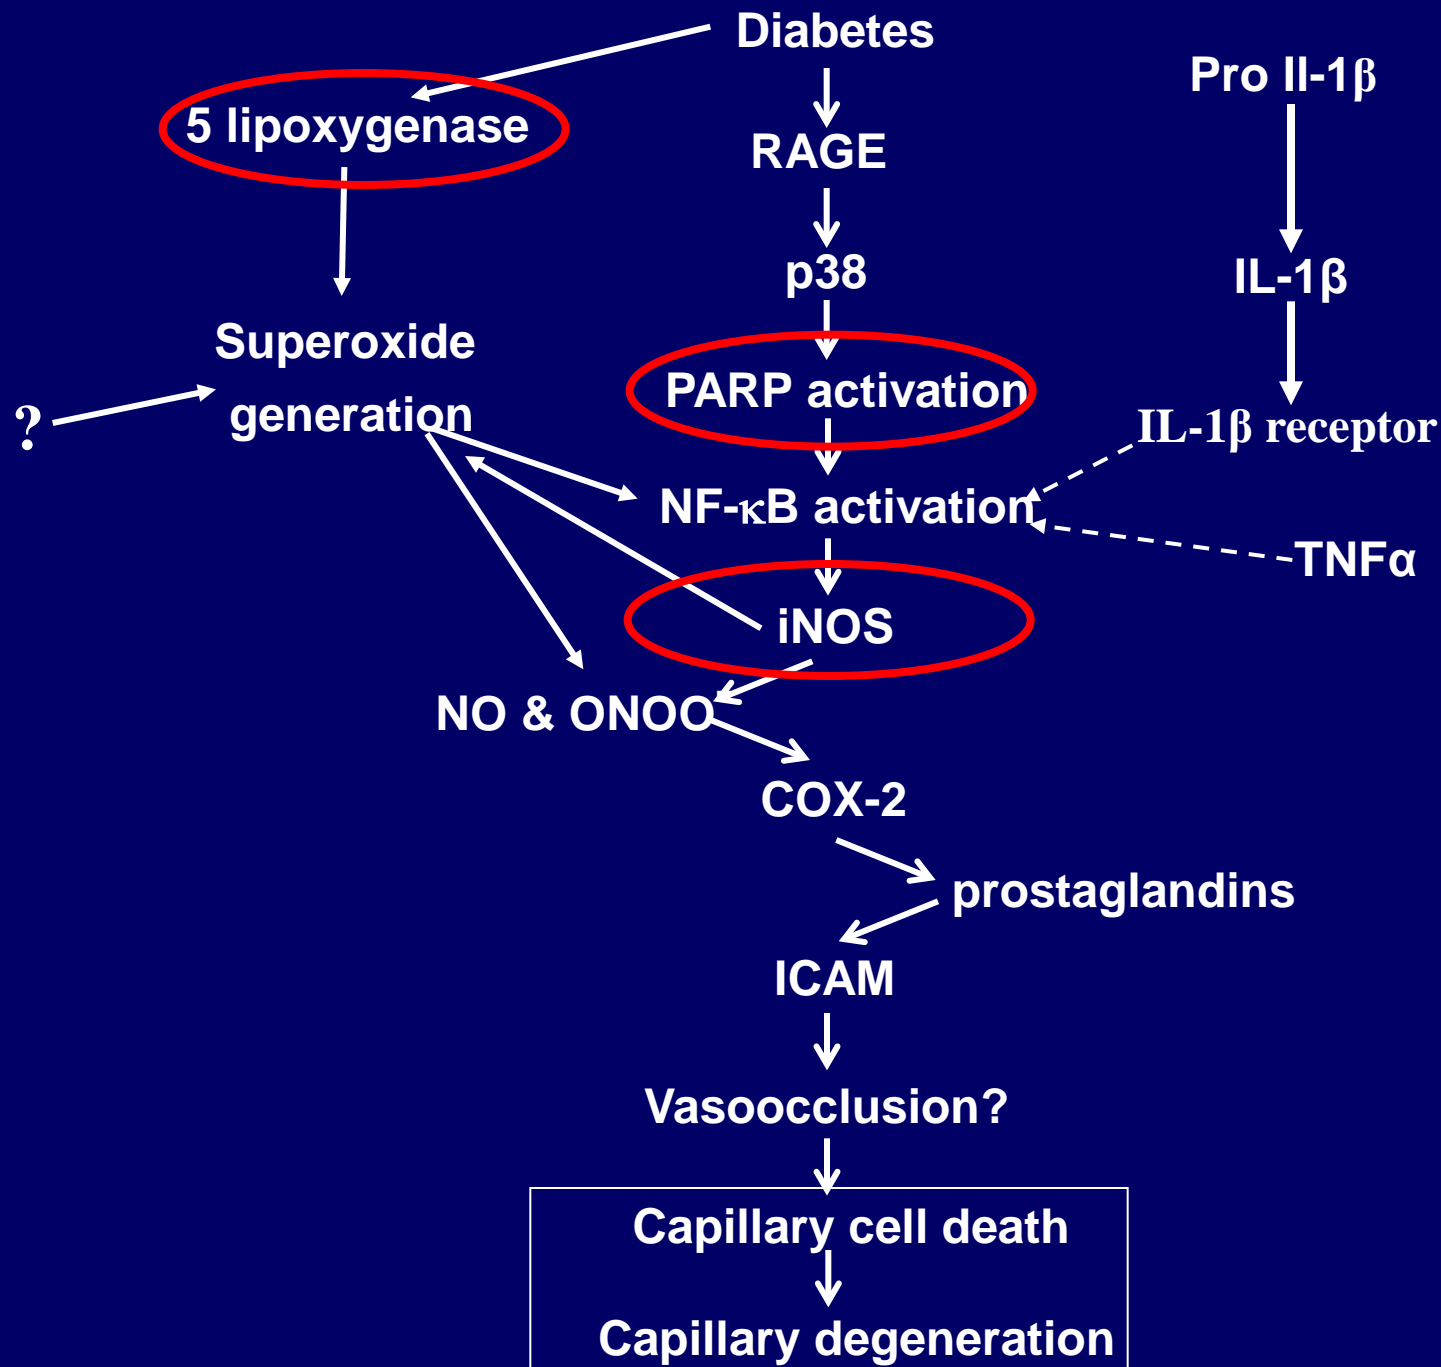 Diabetes
Pro Il-1β
5 lipoxygenase
RAGE
p38
IL-1β
Superoxide
generation
PARP activation
?
IL-1β receptor
NF-κB activation
TNFα
iNOS
NO & ONOO
COX-2
prostaglandins
ICAM
Vasoocclusion?
Capillary cell death
Capillary degeneration